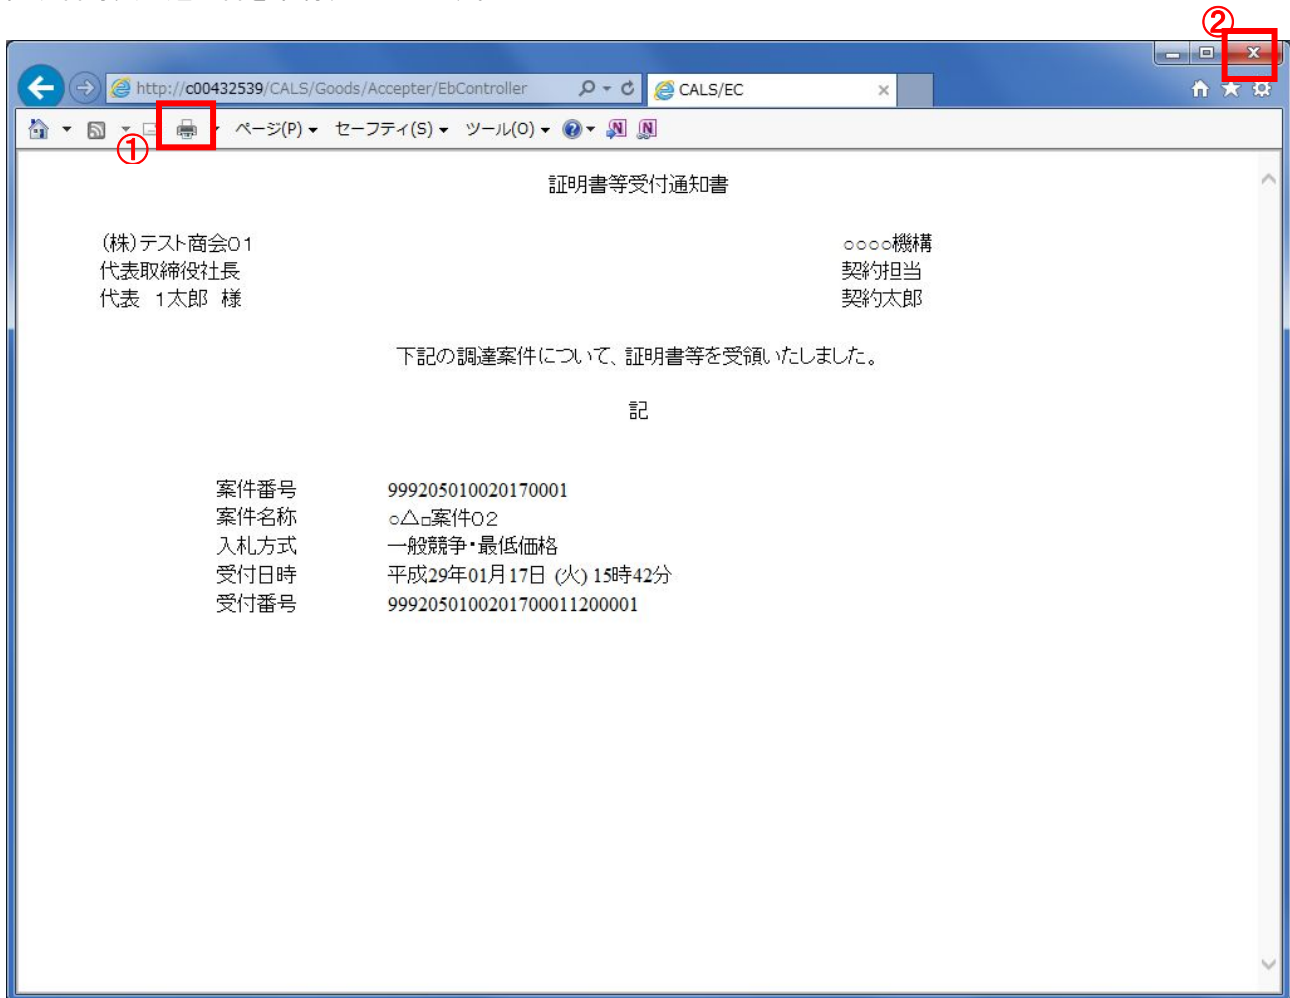 ②
http://c00432539/CALS/Goods/Accepter/EbController
CALS/EC
ページ(P) セーフティ(S) ツール(O)
①
証明書等受付通知書
(株)テスト商会01 ○○○○機構
代表取締役社長 契約担当
代表 1太郎 様 契約太郎
下記の調達案件について、証明書等を受領いたしました。
記
案件番号 999205010020170001
案件名称 ○△□案件02
入札方式 一般競争・最低価格
受付日時 平成29年01月17日 (火) 15時42分
受付番号 9992050100201700011200001